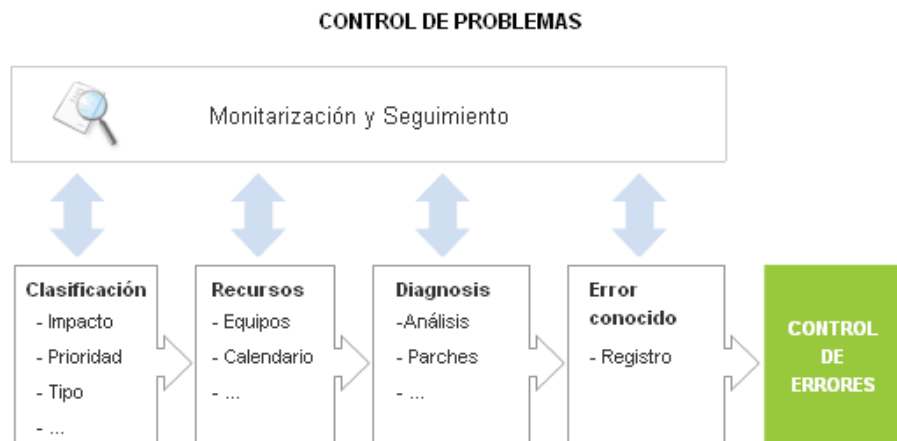 CONTROL DE PROBLEMAS
Monitarización y Seguimiento
Clasificación
- Impacto
- Prioridad
- Tipo
- ...
Recursos
- Equipos
- Calendario
- ...
Diagnosis
-Análisis
- Parches
- ...
Error
conocido
- Registro
CONTROL
DE
ERRORES